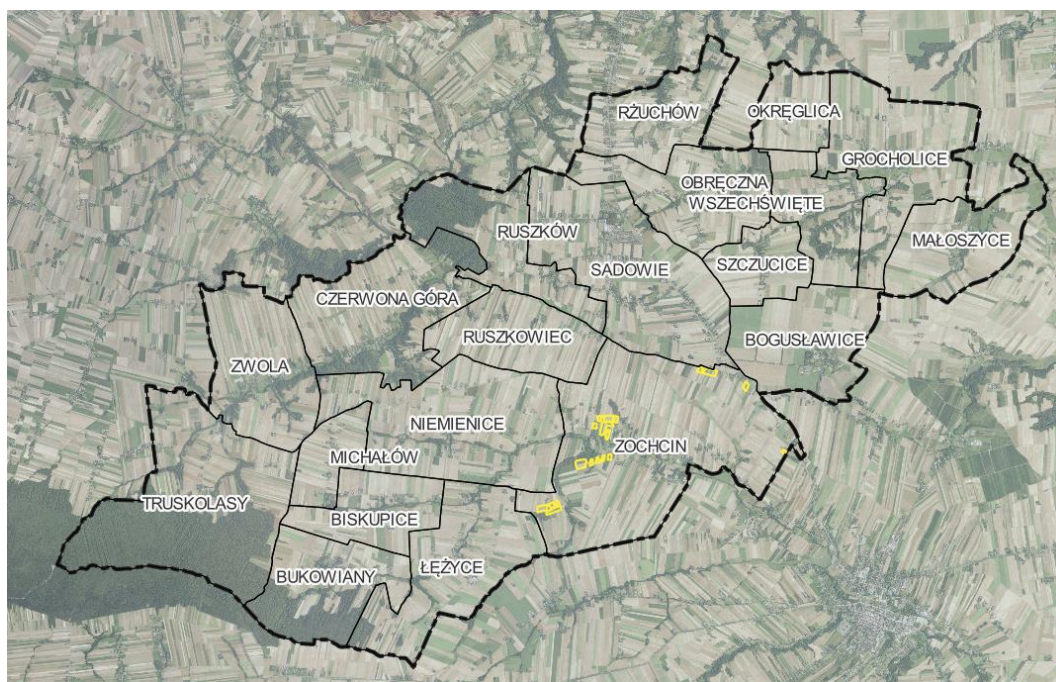 RŻUCHÓW
OKRĘGLICA
GROCHOLICE
OBRĘCZNA
WSZECHŚWIĘTE
RUSZKÓW
MAŁOSZYCE
SADOWIE
SZCZUCICE
CZERWONA GÓRA
RUSZKOWIEC
BOGUSŁAWICE
ZWOLA
NIEMIENICE
ZOCHCIN
MICHAŁÓW
TRUSKOLASY
BISKUPICE
BUKOWIANY
ŁĘŻYCE